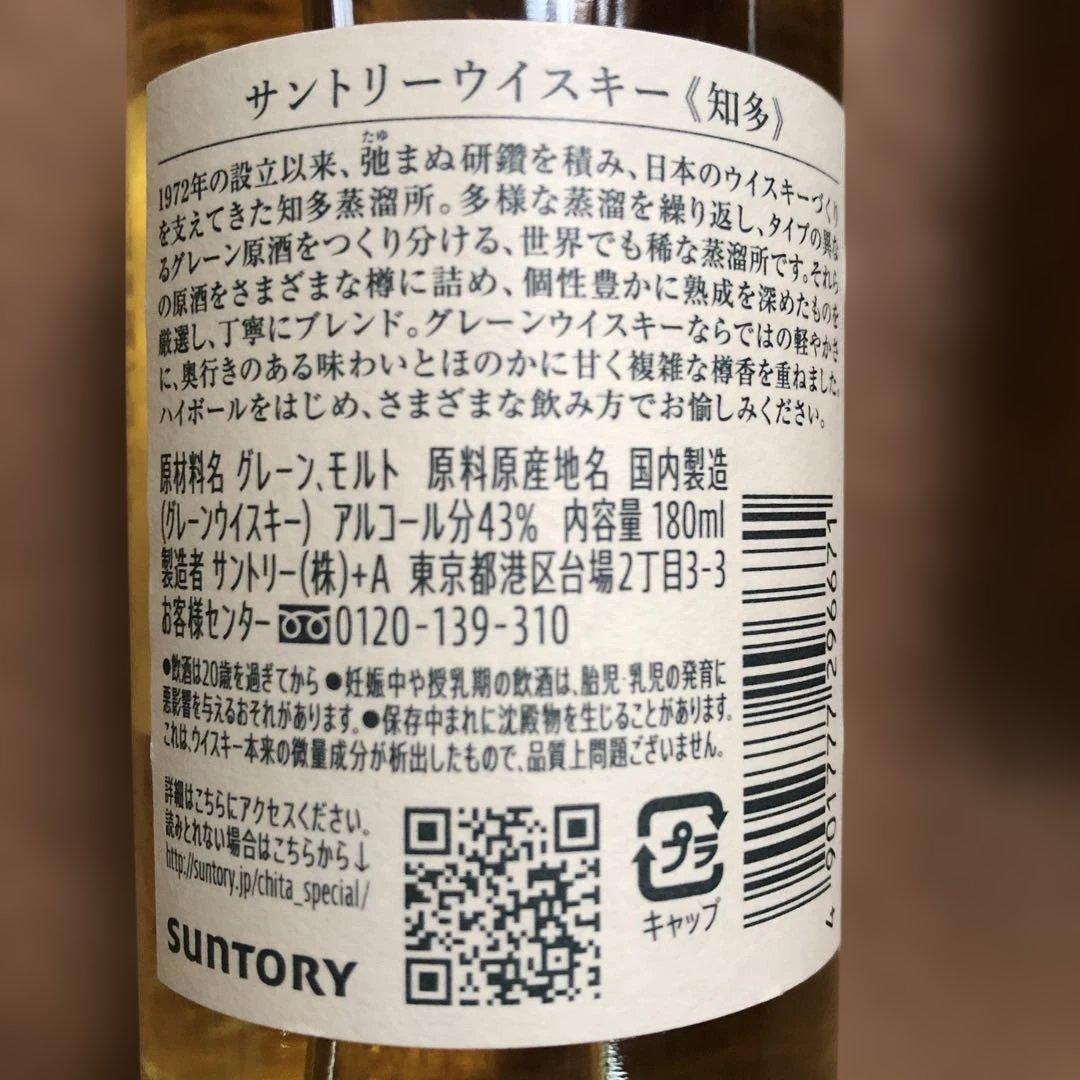 サントリーウイスキー《知多》
たゆ
1972年の設立以来、弛まぬ研鑽を積み、日本のウイスキーづくり
を支えてきた知多蒸溜所。多様な蒸溜を繰り返し、タイプの異な
るグレーン原酒をつくり分ける、世界でも稀な蒸溜所です。それら
の原酒をさまざまな樽に詰め、個性豊かに熟成を深めたものを
厳選し、丁寧にブレンド。グレーンウイスキーならではの軽やかさ
に、奥行きのある味わいとほのかに甘く複雑な樽香を重ねました。
ハイボールをはじめ、さまざまな飲み方でお愉しみください。
原材料名 グレーン、モルト 原料原産地名 国内製造
(グレーンウイスキー) アルコール分43% 内容量 180ml
製造者 サントリー(株)+A 東京都港区台場2丁目3-3
お客様センター 0120-139-310
●飲酒は20歳を過ぎてから ●妊娠中や授乳期の飲酒は、胎児・乳児の発育に
悪影響を与えるおそれがあります。●保存中まれに沈殿物を生じることがあります。
これは、ウイスキー本来の微量成分が析出したもので、品質上問題ございません。
詳細はこちらにアクセスください。
読みとれない場合はこちらから↓
http://suntory.jp/chita_special/
SUNTORY
プラ
キャップ
4 901777 299674